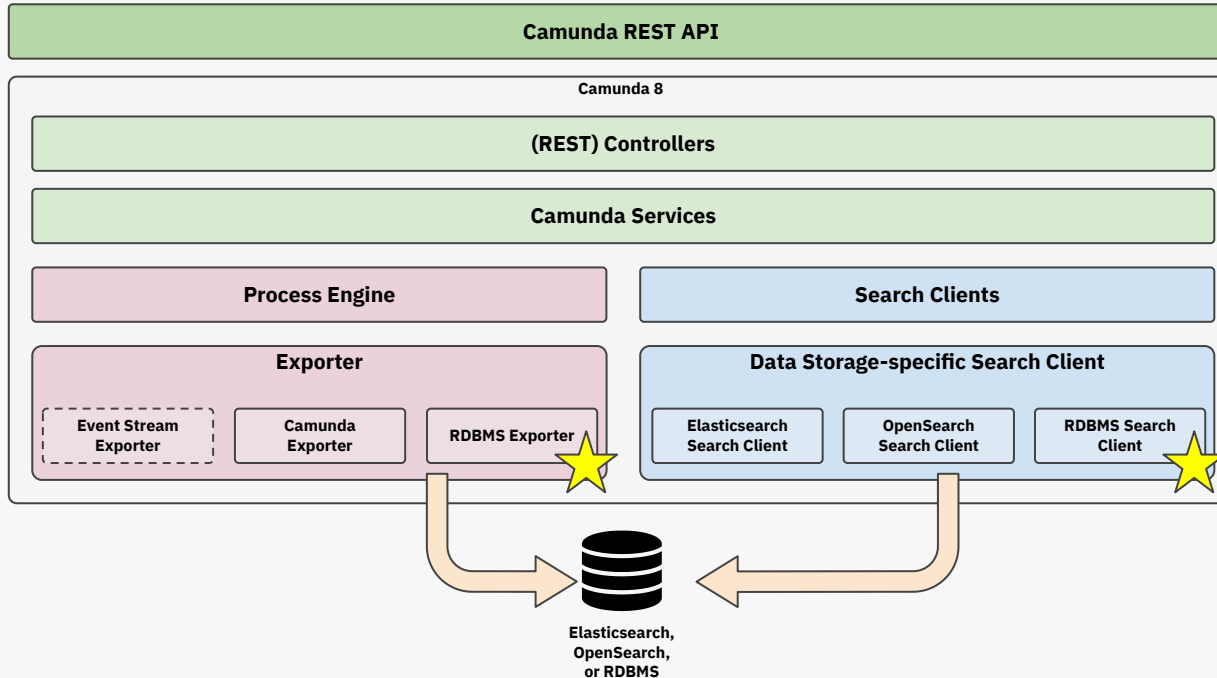 Camunda REST API
Camunda 8
(REST) Controllers
Camunda Services
Process Engine
Search Clients
Exporter
Event Stream
Exporter
Camunda
Exporter
RDBMS Exporter
Data Storage-specific Search Client
Elasticsearch
Search Client
OpenSearch
Search Client
RDBMS Search
Client
Elasticsearch,
OpenSearch,
or RDBMS